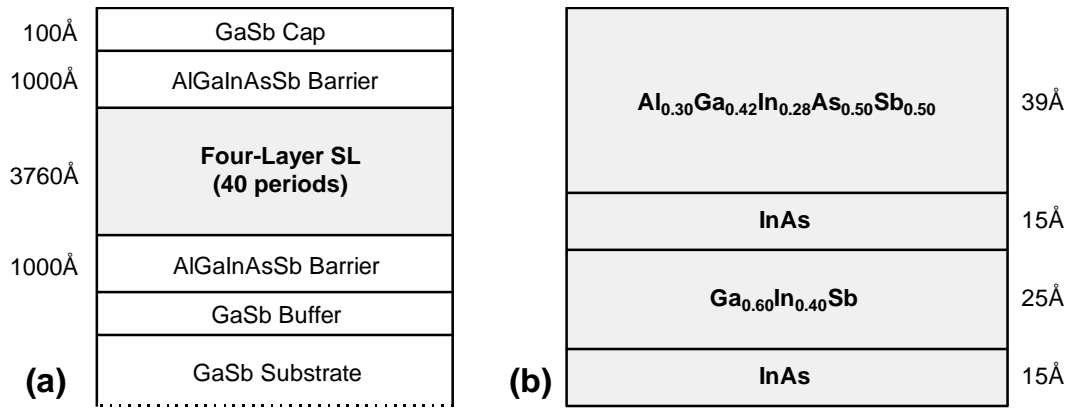 100Å
GaSb Cap
1000Å
AlGaInAsSb Barrier
3760Å
Four-Layer SL
(40 periods)
1000Å
AlGaInAsSb Barrier
GaSb Buffer
GaSb Substrate
(a)
Al0.30Ga0.42In0.28As0.50Sb0.50
39Å
InAs
15Å
Ga0.60In0.40Sb
25Å
InAs
15Å
(b)